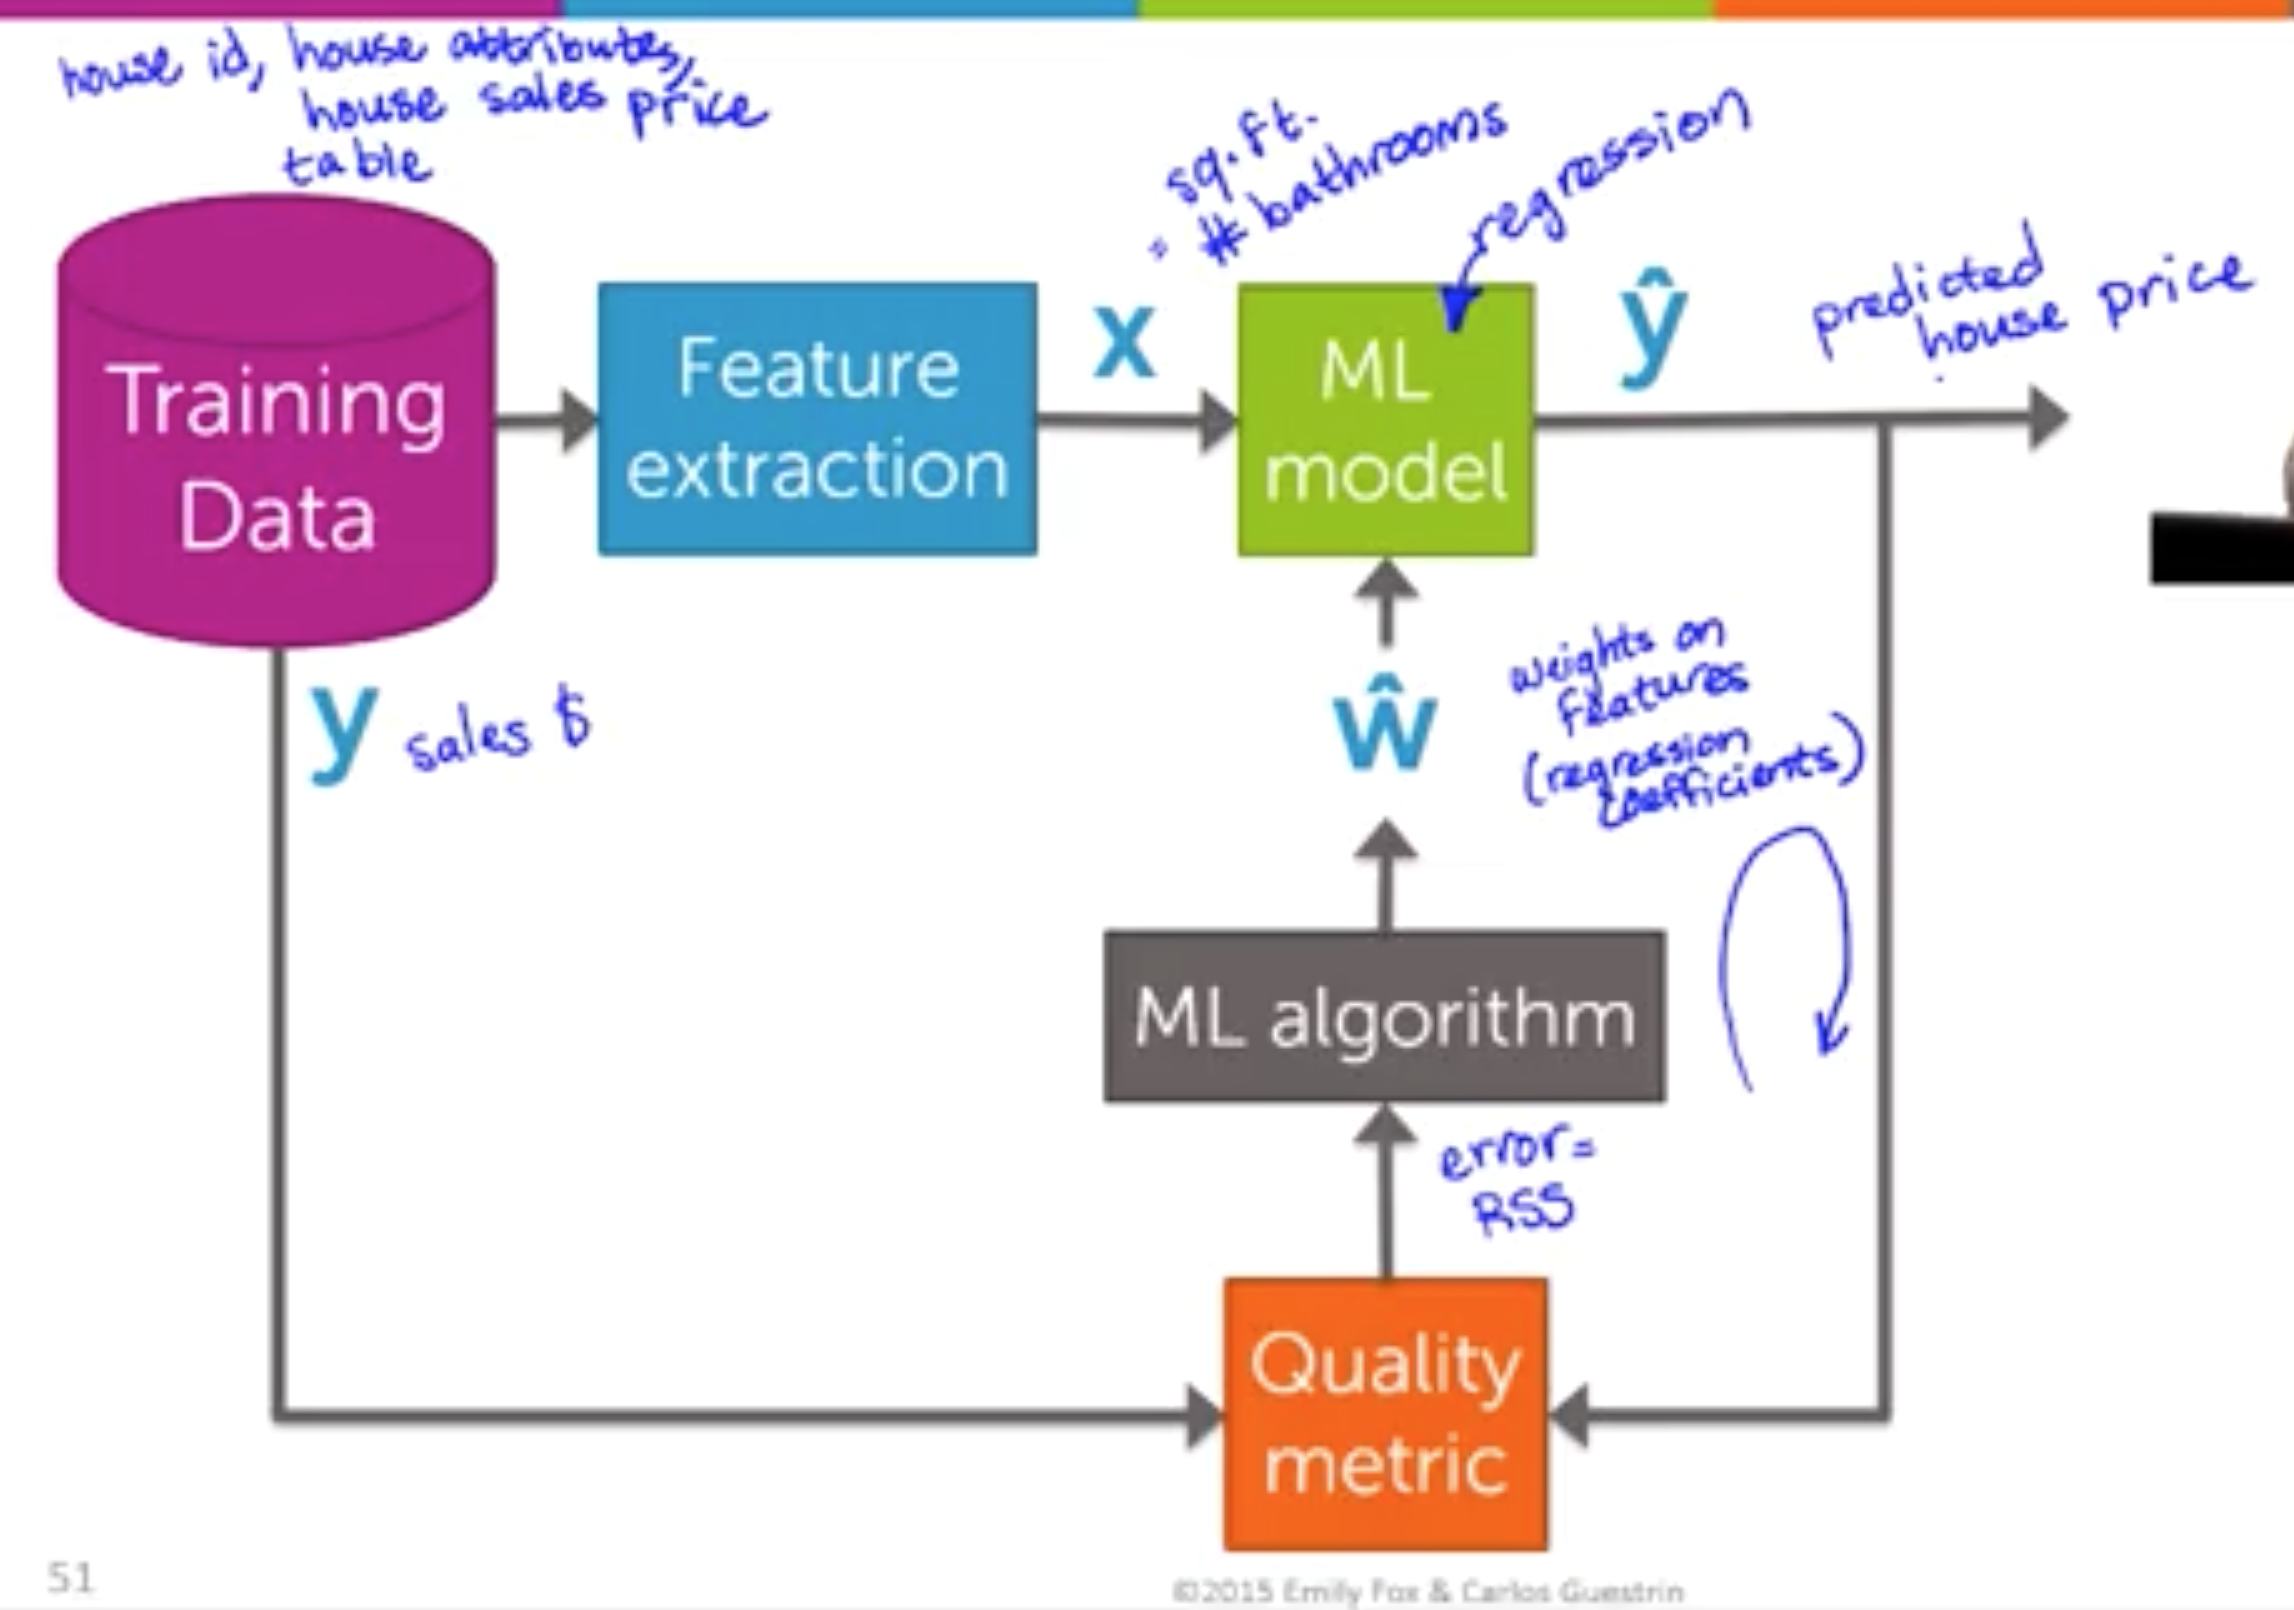 house id, house attributes,
house sales price
table
sq.ft.
= # bathrooms
regression
Training
Data
Feature
extraction
x
ML
model
ŷ
predicted
house price
y sales $
ŵ
weights on
features
(regression
coefficients)
ML algorithm
error =
RSS
Quality
metric
51
©2015 Emily Fox & Carlos Guestrin